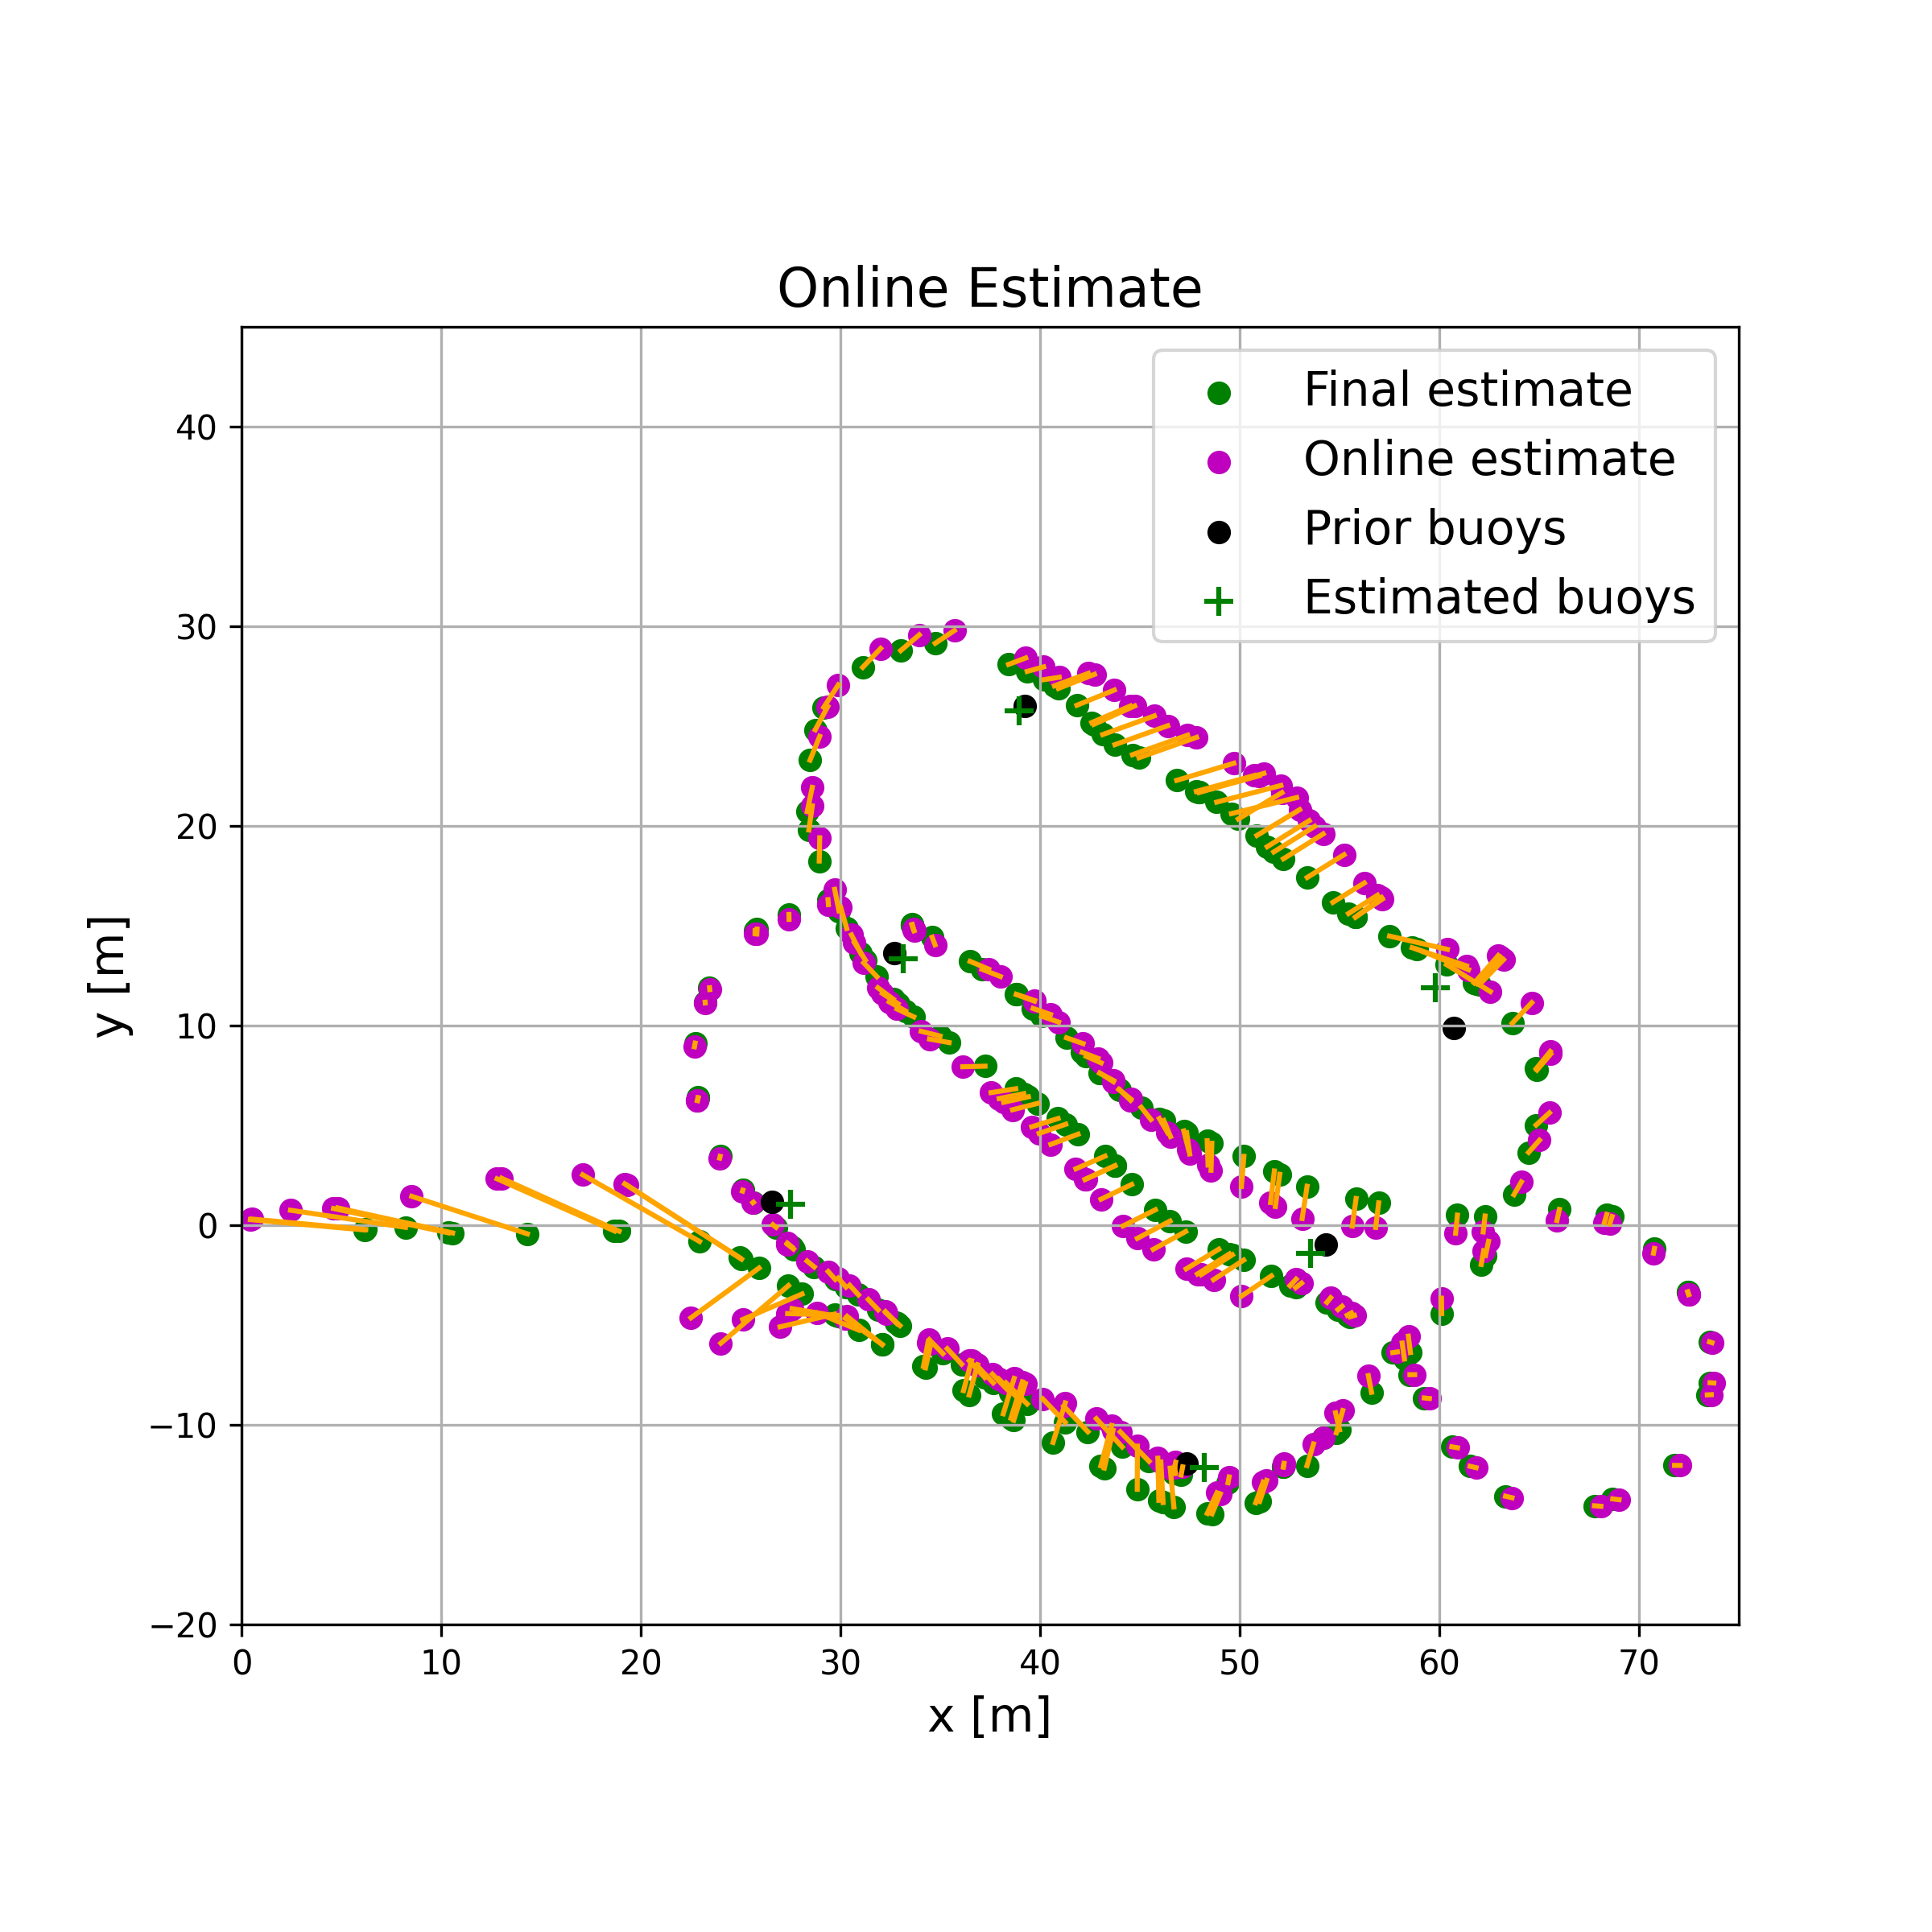 Online Estimate
Final estimate
Online estimate
Prior buoys
Estimated buoys
40
30
20
10
0
−10
−20
y [m]
0 10 20 30 40 50 60 70
x [m]